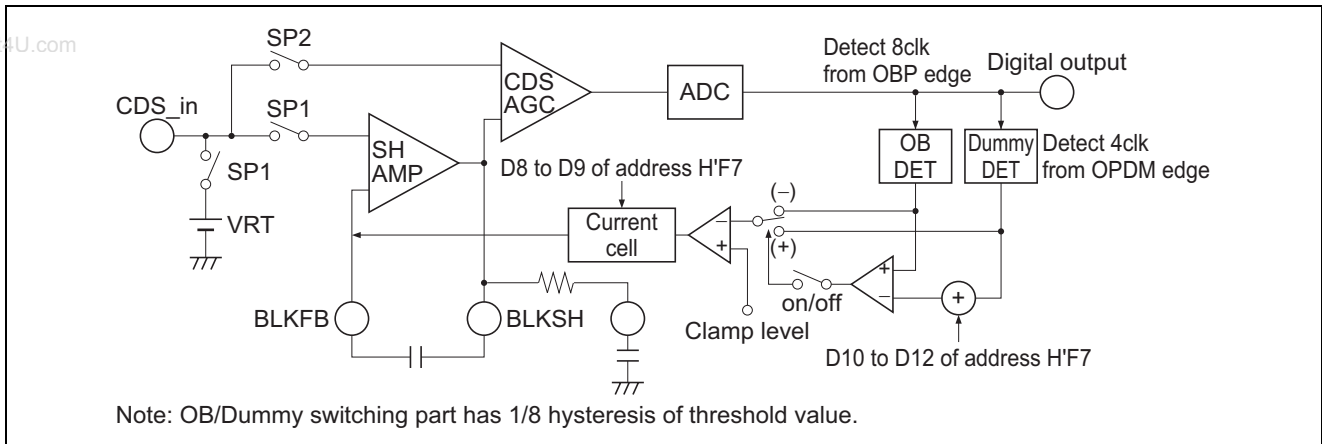 4U.com
SP2
Detect 8clk
from OBP edge
Digital output
CDS_in
SP1
CDS
AGC
ADC
SP1
SH
AMP
OB
DET
Dummy
DET
Detect 4clk
from OPDM edge
D8 to D9 of address H'F7
(–)
VRT
Current
cell
–
+
(+)
+
–
+
on/off
BLKFB
BLKSH
Clamp level
D10 to D12 of address H'F7
Note: OB/Dummy switching part has 1/8 hysteresis of threshold value.